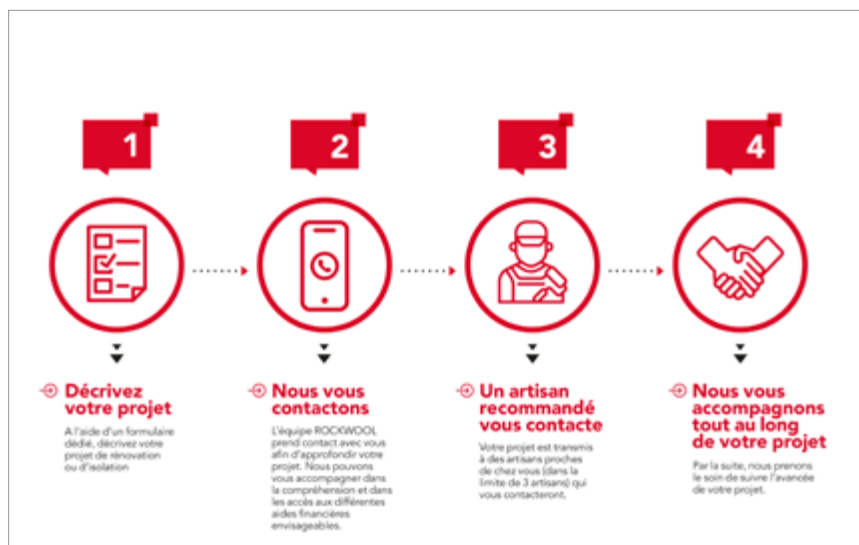 1
2
3
4
Décrivez
votre projet
A l'aide d'un formulaire
dédié, décrivez votre
projet de rénovation
ou d'isolation
Nous vous
contactons
L'équipe ROCKWOOL
prend contact avec vous
afin d'approfondir votre
projet. Nous pouvons
vous accompagner dans
la compréhension et dans
les accès aux différentes
aides financières
envisageables.
Un artisan
recommandé
vous contacte
Votre projet est transmis
à des artisans proches
de chez vous (dans la
limite de 3 artisans) qui
vous contacteront.
Nous vous
accompagnons
tout au long
de votre projet
Par la suite, nous prenons
le soin de suivre l'avancée
de votre projet.